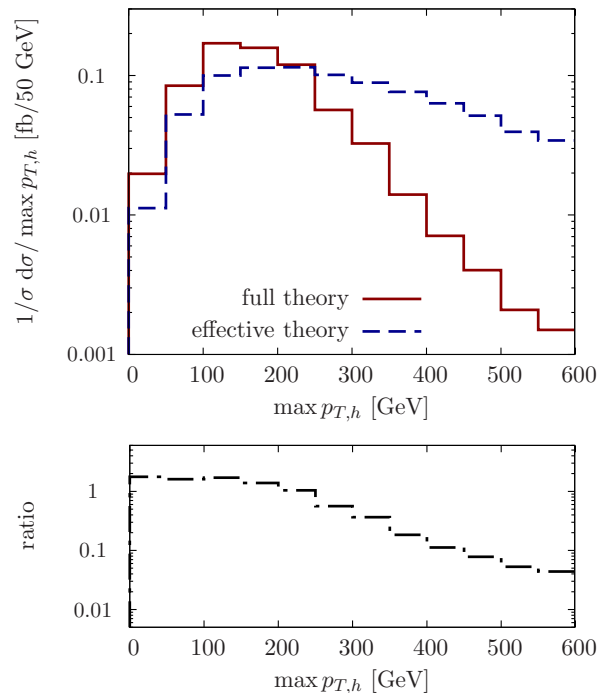 1/σ dσ/ max p_{T,h} [fb/50 GeV]
0.1
0.01
0.001
full theory
effective theory
0 100 200 300 400 500 600
max p_{T,h} [GeV]
ratio
1
0.1
0.01
0 100 200 300 400 500 600
max p_{T,h} [GeV]